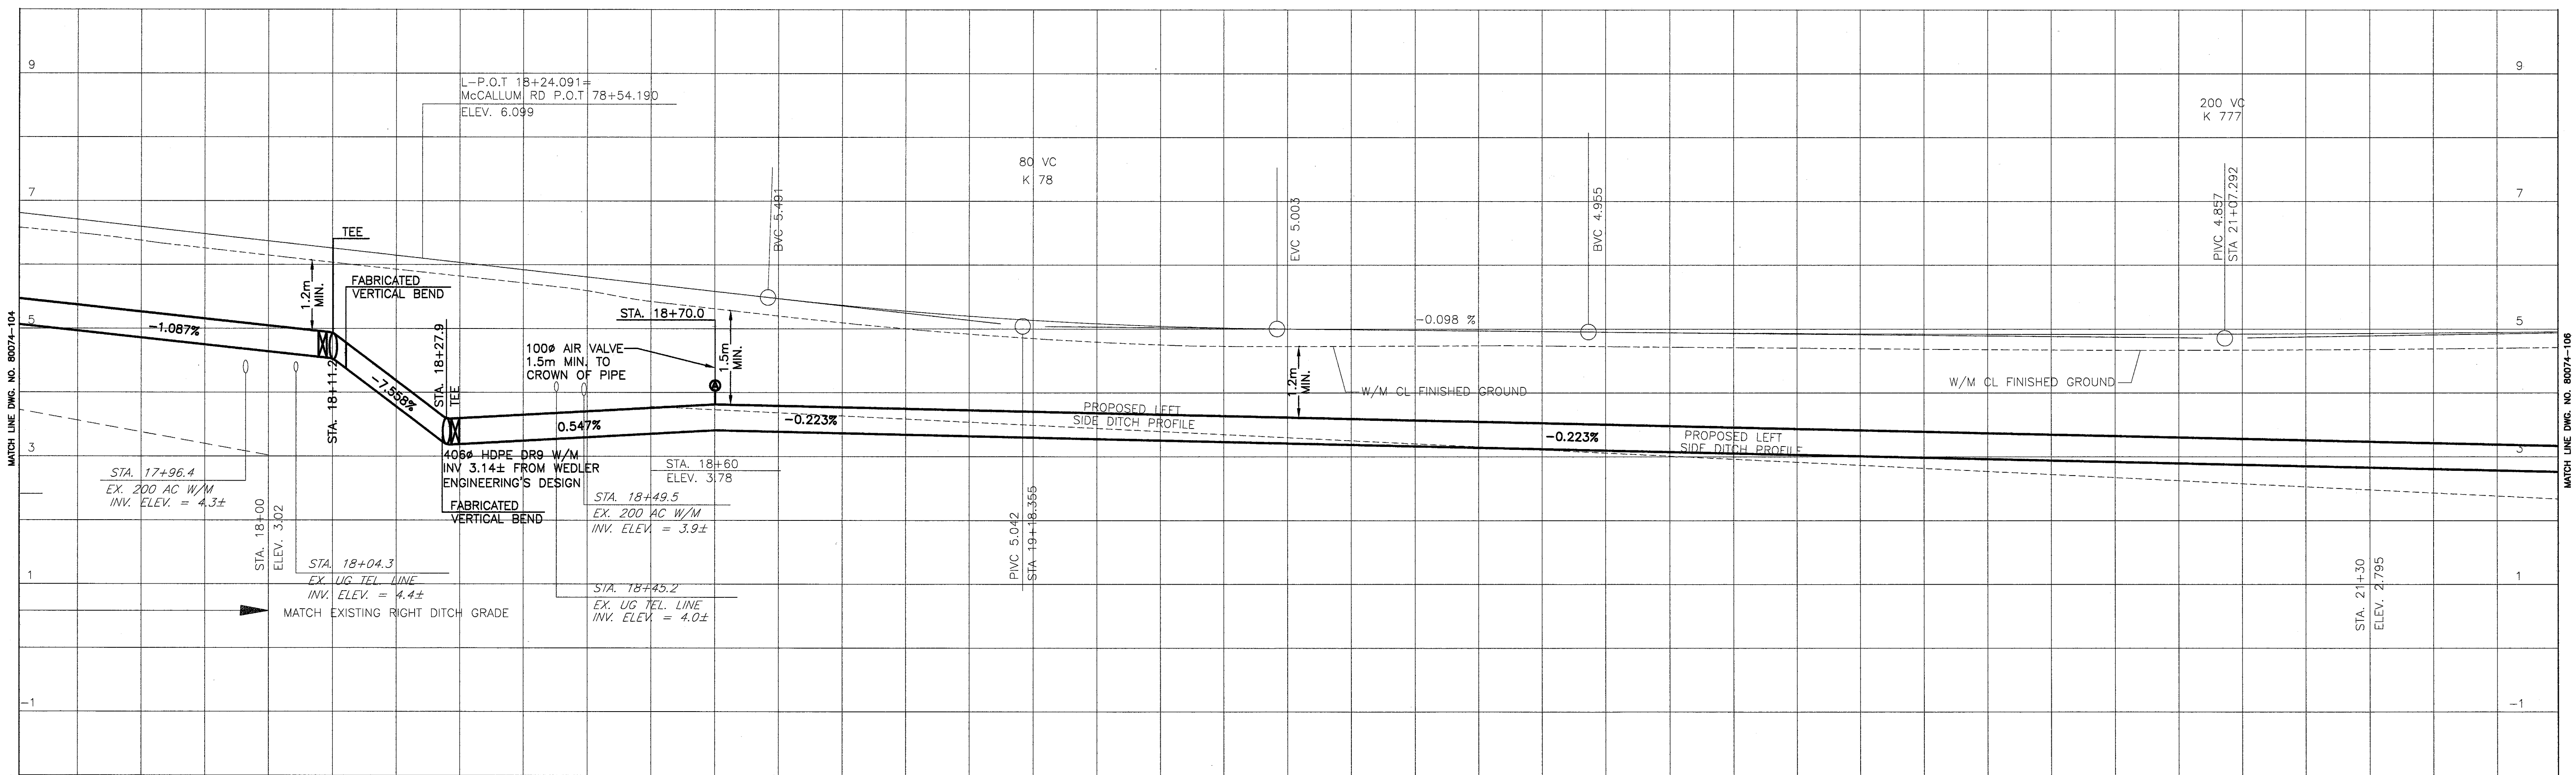 9
9
L-P.O.T 18+24.091=
McCALLUM RD P.O.T 78+54.190
ELEV. 6.099
200 VC
K 777
80 VC
K 78
7
7
BVC 5.491
EVC 5.003
BVC 4.955
PIVC 4.857
STA 21+07.292
TEE
1.2m
MIN.
FABRICATED
VERTICAL BEND
MATCH LINE DWG. NO. 80074-104
MATCH LINE DWG. NO. 80074-106
5
5
-1.087%
STA. 18+70.0
-0.098 %
STA. 18+11.2
-7.558%
STA. 18+27.9
TEE
100ø AIR VALVE
1.5m MIN. TO
CROWN OF PIPE
1.5m
MIN.
A
1.2m
MIN.
W/M CL FINISHED GROUND
W/M CL FINISHED GROUND
PROPOSED LEFT
SIDE DITCH PROFILE
0.547%
-0.223%
-0.223%
PROPOSED LEFT
SIDE DITCH PROFILE
3
3
406ø HDPE DR9 W/M
INV 3.14± FROM WEDLER
ENGINEERING'S DESIGN
STA. 18+60
ELEV. 3.78
STA. 17+96.4
EX. 200 AC W/M
INV. ELEV. = 4.3±
FABRICATED
VERTICAL BEND
STA. 18+49.5
EX. 200 AC W/M
INV. ELEV. = 3.9±
STA. 18+00
ELEV. 3.02
PIVC 5.042
STA 19+18.355
STA. 18+04.3
EX. UG TEL. LINE
INV. ELEV. = 4.4±
STA. 18+45.2
EX. UG TEL. LINE
INV. ELEV. = 4.0±
1
1
STA. 21+30
ELEV. 2.795
MATCH EXISTING RIGHT DITCH GRADE
-1
-1